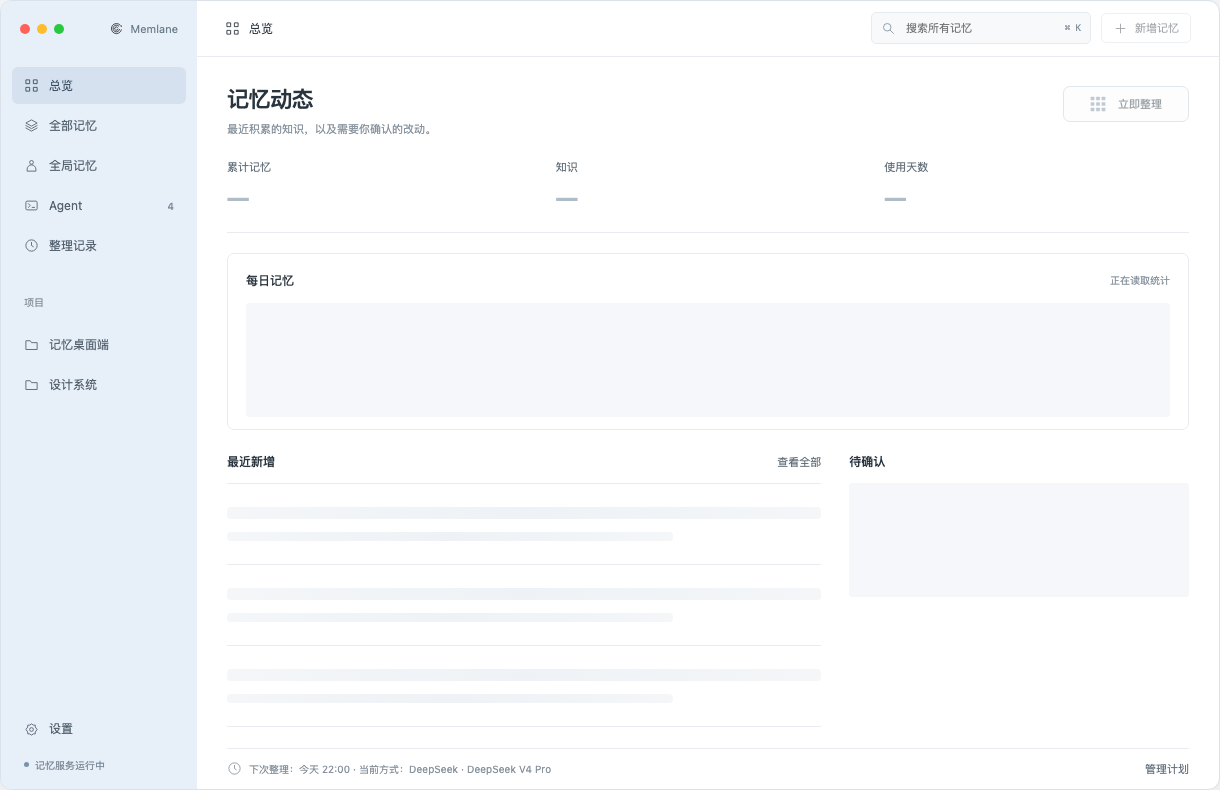 Memlane
总览
全部记忆
全局记忆
Agent 4
整理记录
项目
记忆桌面端
设计系统
设置
记忆服务运行中
总览
搜索所有记忆 ⌘ K
新增记忆
记忆动态
最近积累的知识，以及需要你确认的改动。
立即整理
累计记忆 知识 使用天数
— — —
每日记忆 正在读取统计
最近新增 查看全部
待确认
下次整理：今天 22:00 · 当前方式：DeepSeek · DeepSeek V4 Pro
管理计划